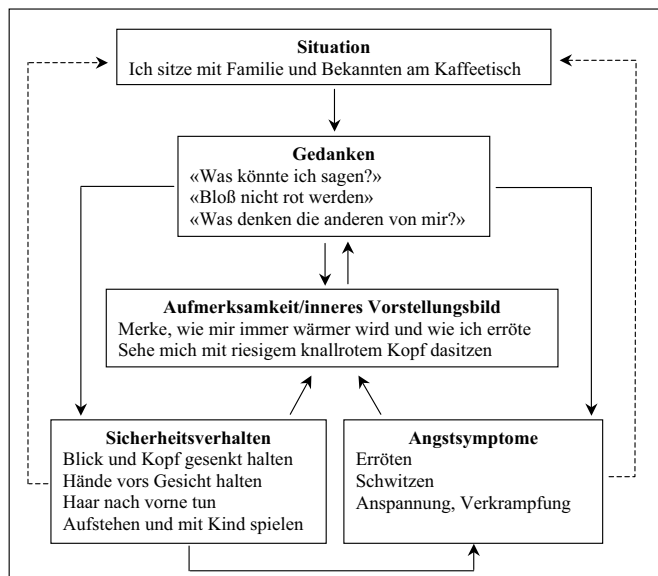 Situation
Ich sitze mit Familie und Bekannten am Kaffeetisch
Gedanken
«Was könnte ich sagen?»
«Bloß nicht rot werden»
«Was denken die anderen von mir?»
Aufmerksamkeit/inneres Vorstellungsbild
Merke, wie mir immer wärmer wird und wie ich erröte
Sehe mich mit riesigem knallrotem Kopf dasitzen
Sicherheitsverhalten
Blick und Kopf gesenkt halten
Hände vors Gesicht halten
Haar nach vorne tun
Aufstehen und mit Kind spielen
Angstsymptome
Erröten
Schwitzen
Anspannung, Verkrampfung